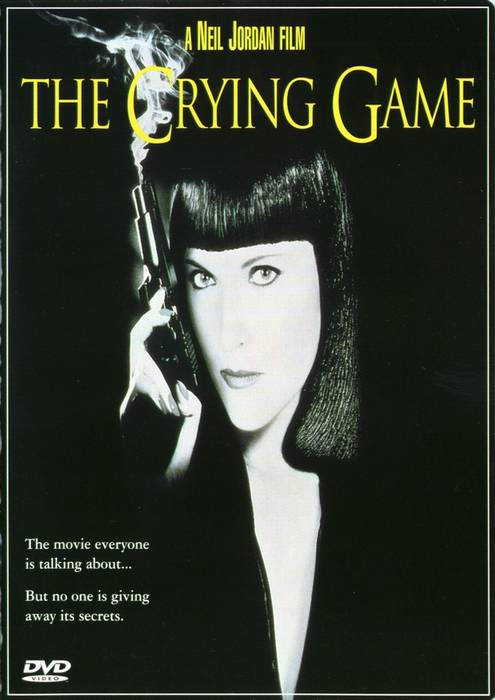 A NEIL JORDAN FILM
THE CRYING GAME
The movie everyone
is talking about...
But no one is giving
away its secrets.
DVD
VIDEO